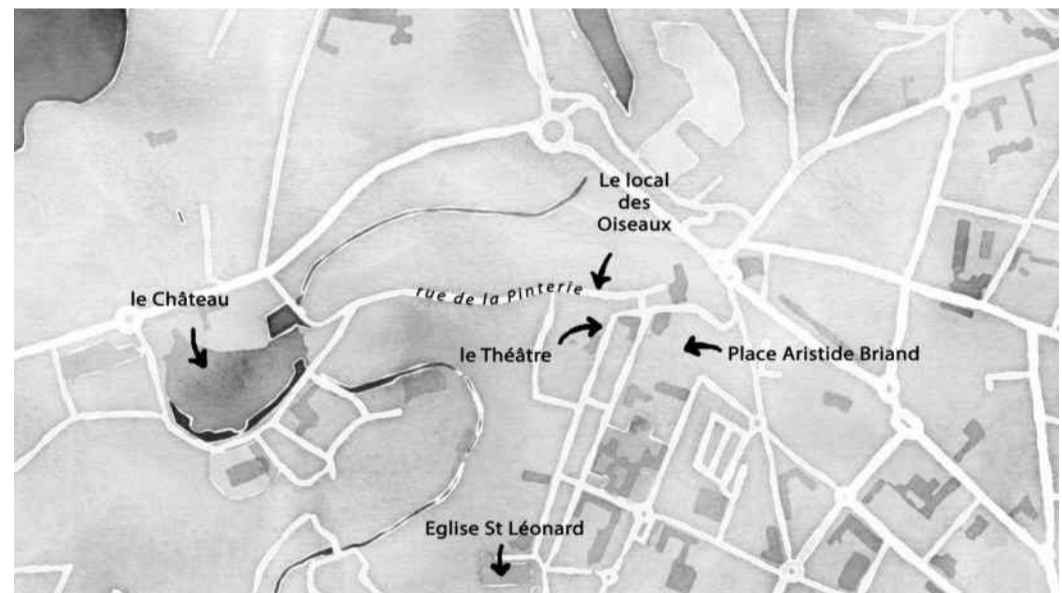 Le local
des
Oiseaux
rue de la Pinterie
le Château
le Théâtre
Place Aristide Briand
Eglise St Léonard